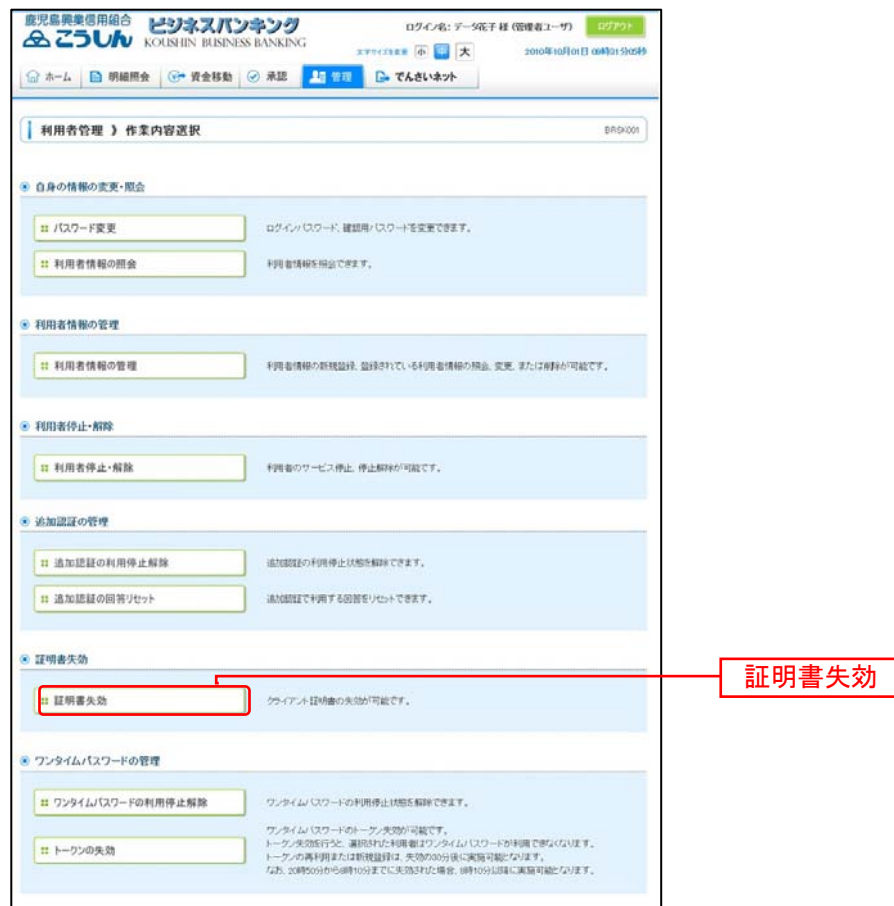 鹿児島興業信用組合
こうしん
ビジネスバンキング
KOUSHIN BUSINESS BANKING
ログイン名: データ花子 様 (管理者ユーザ)
ログアウト
文字サイズを変更 小 中 大
2010年10月01日 09時01分05秒
ホーム 明細照会 資金移動 承認 管理 でんさいネット
利用者管理 》 作業内容選択
BRSK001
自身の情報の変更・照会
パスワード変更 ログインパスワード、確認用パスワードを変更できます。
利用者情報の照会 利用者情報を照会できます。
利用者情報の管理
利用者情報の管理 利用者情報の新規登録、登録されている利用者情報の照会、変更、または削除が可能です。
利用者停止・解除
利用者停止・解除 利用者のサービス停止、停止解除が可能です。
追加認証の管理
追加認証の利用停止解除 追加認証の利用停止状態を解除できます。
追加認証の回答リセット 追加認証で利用する回答をリセットできます。
証明書失効
証明書失効 クライアント証明書の失効が可能です。
証明書失効
ワンタイムパスワードの管理
ワンタイムパスワードの利用停止解除 ワンタイムパスワードの利用停止状態を解除できます。
トークンの失効 ワンタイムパスワードのトークン失効が可能です。
トークン失効を行うと、選択された利用者はワンタイムパスワードが利用できなくなります。
トークンの再利用または新規登録は、失効の30分後に実施可能となります。
なお、20時50分から8時10分までに失効された場合、8時10分以降に実施可能となります。